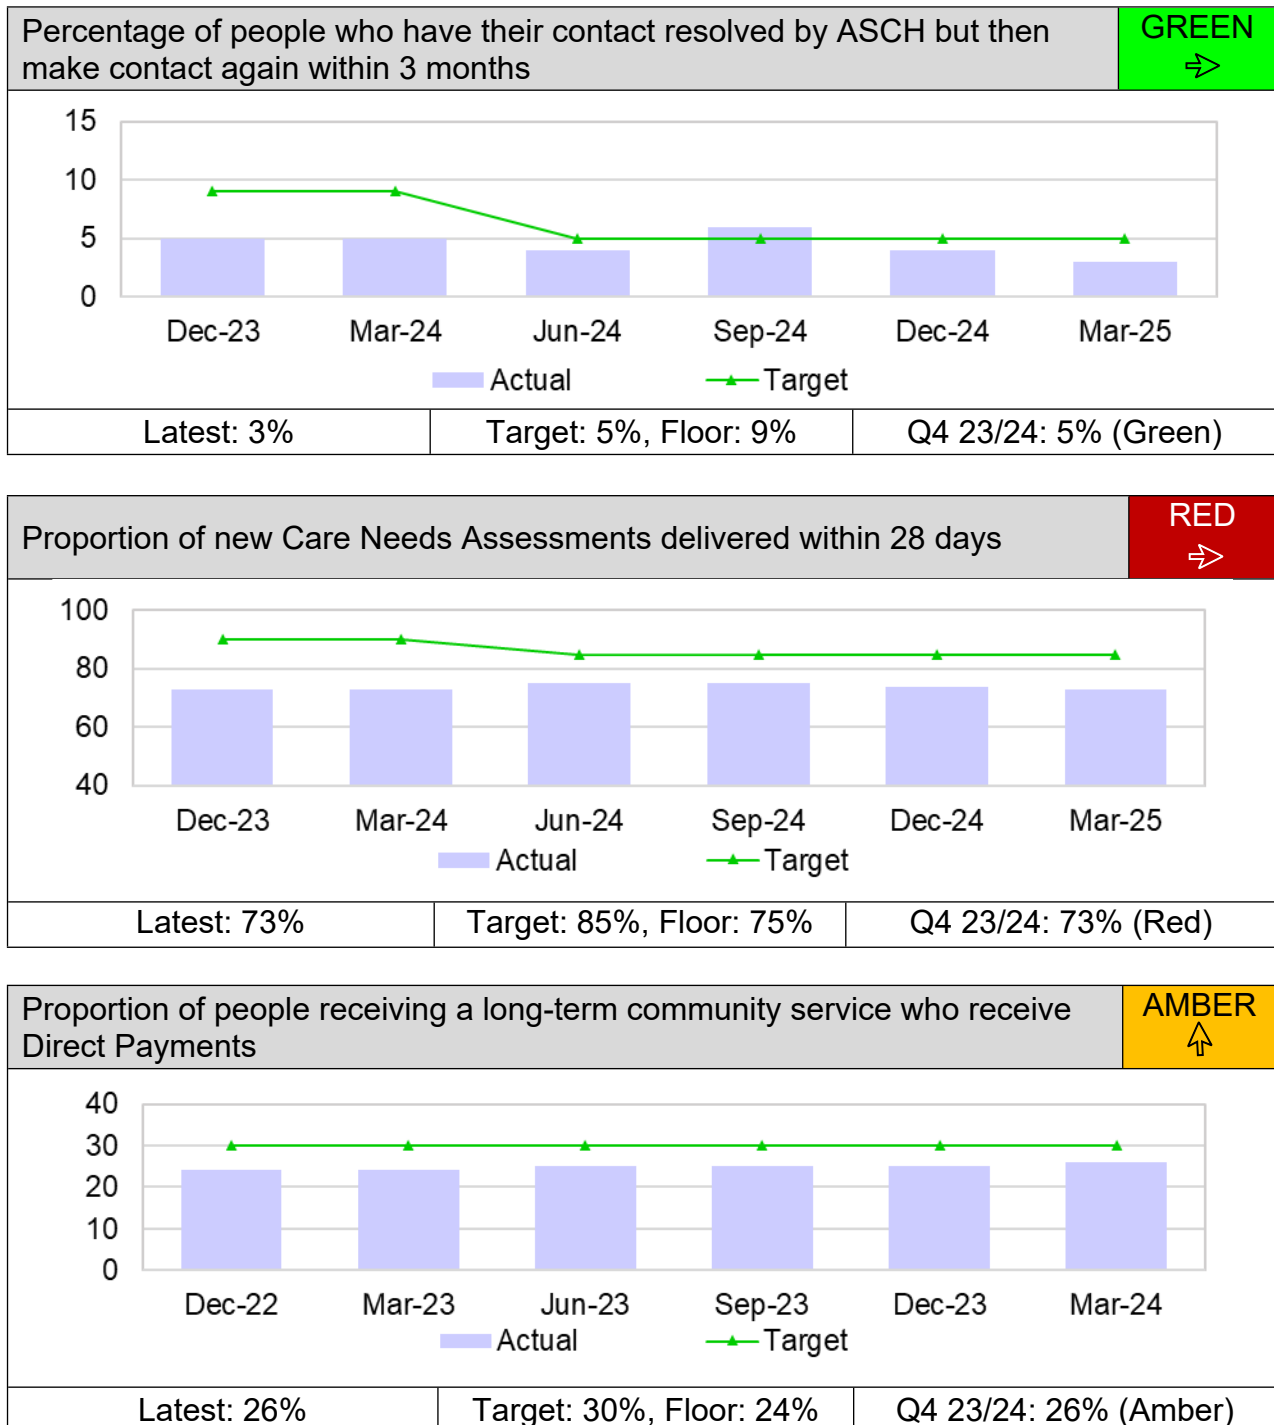 Percentage of people who have their contact resolved by ASCH but then
make contact again within 3 months
GREEN
15
10
5
0
Dec-23 Mar-24 Jun-24 Sep-24 Dec-24 Mar-25
Actual Target
Latest: 3% Target: 5%, Floor: 9% Q4 23/24: 5% (Green)
Proportion of new Care Needs Assessments delivered within 28 days
RED
100
80
60
40
Dec-23 Mar-24 Jun-24 Sep-24 Dec-24 Mar-25
Actual Target
Latest: 73% Target: 85%, Floor: 75% Q4 23/24: 73% (Red)
Proportion of people receiving a long-term community service who receive
Direct Payments
AMBER
40
30
20
10
0
Dec-22 Mar-23 Jun-23 Sep-23 Dec-23 Mar-24
Actual Target
Latest: 26% Target: 30%, Floor: 24% Q4 23/24: 26% (Amber)